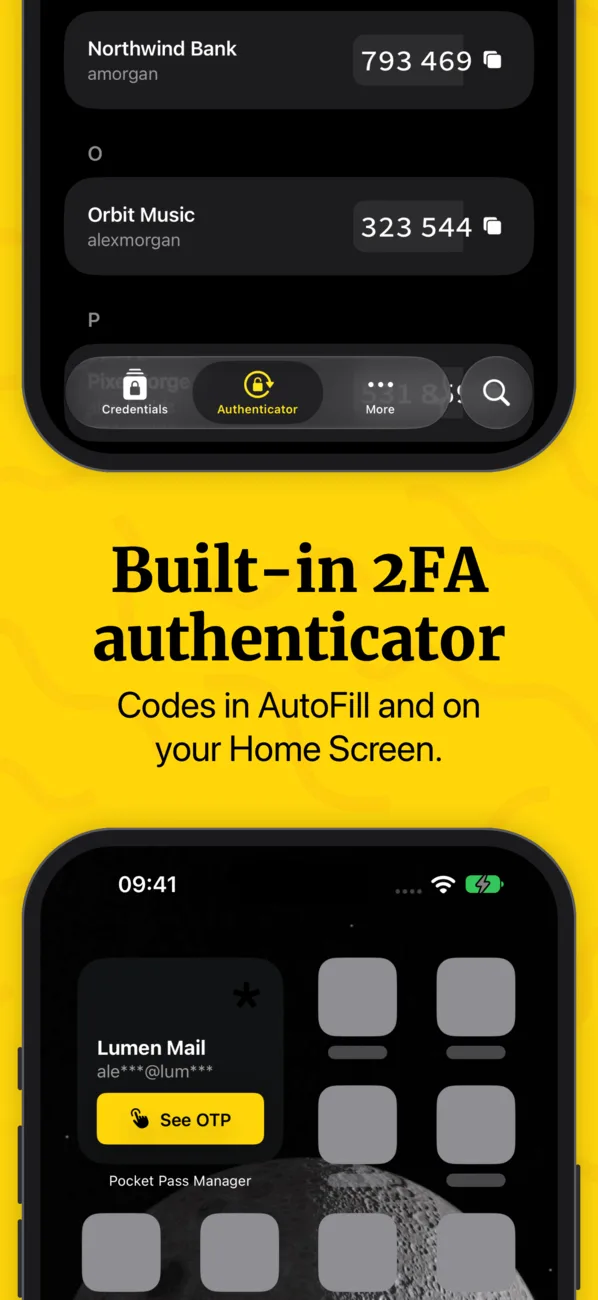 Northwind Bank
793 469
amorgan
O
Orbit Music
323 544
alexmorgan
P
Credentials
Authenticator
More
Built-in 2FA
authenticator
Codes in AutoFill and on
your Home Screen.
09:41
Lumen Mail
ale***@lum***
See OTP
Pocket Pass Manager